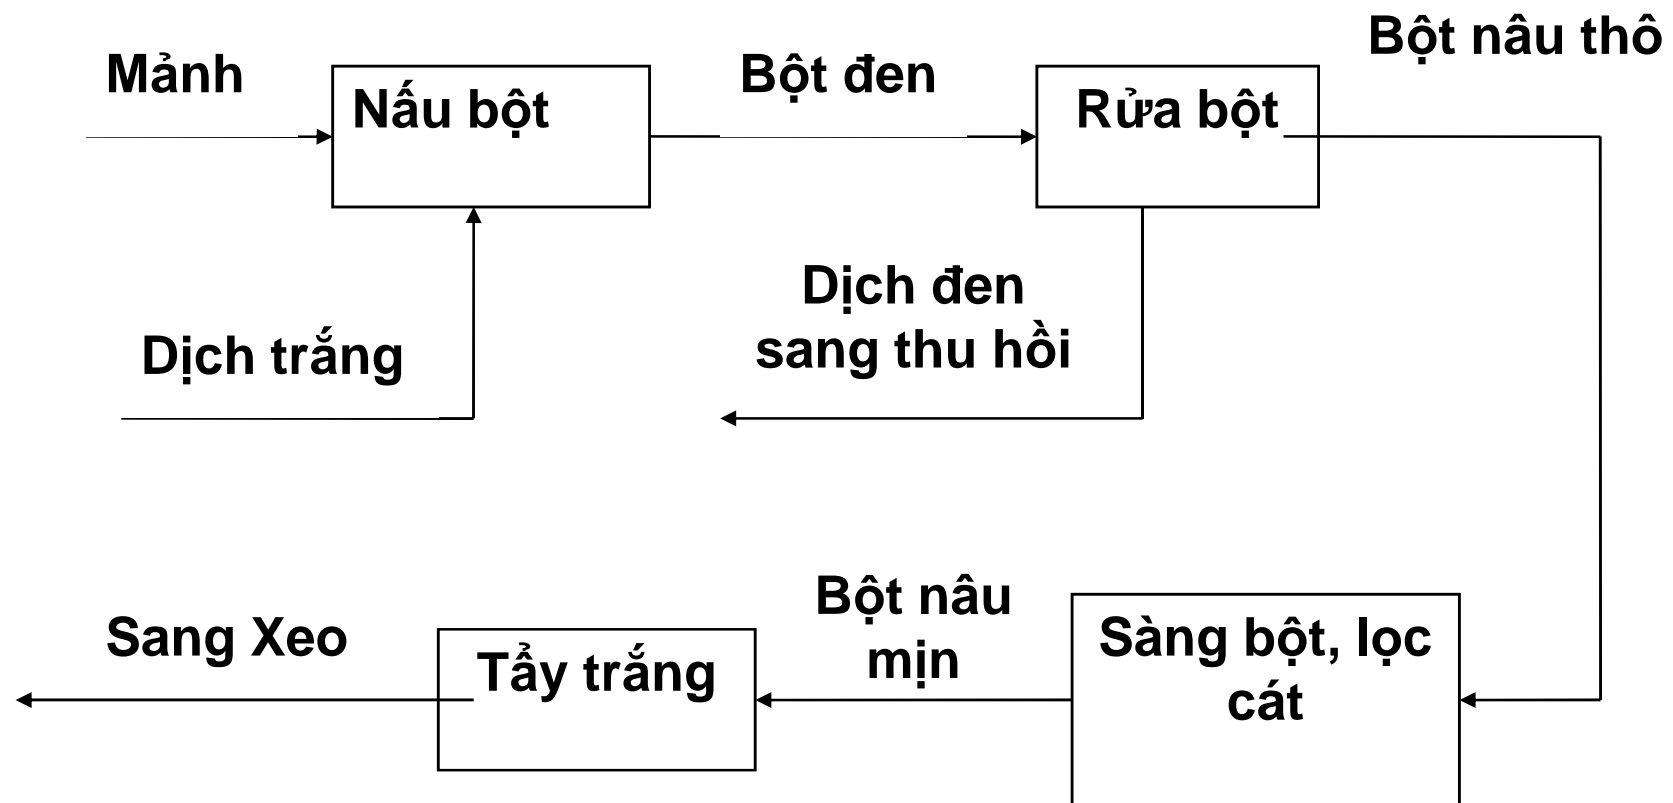 Bột nâu thô
Mảnh
Nấu bột
Bột đen
Rửa bột
Dịch trắng
Dịch đen
sang thu hồi
Sang Xeo
Tẩy trắng
Bột nâu
mịn
Sàng bột, lọc
cát